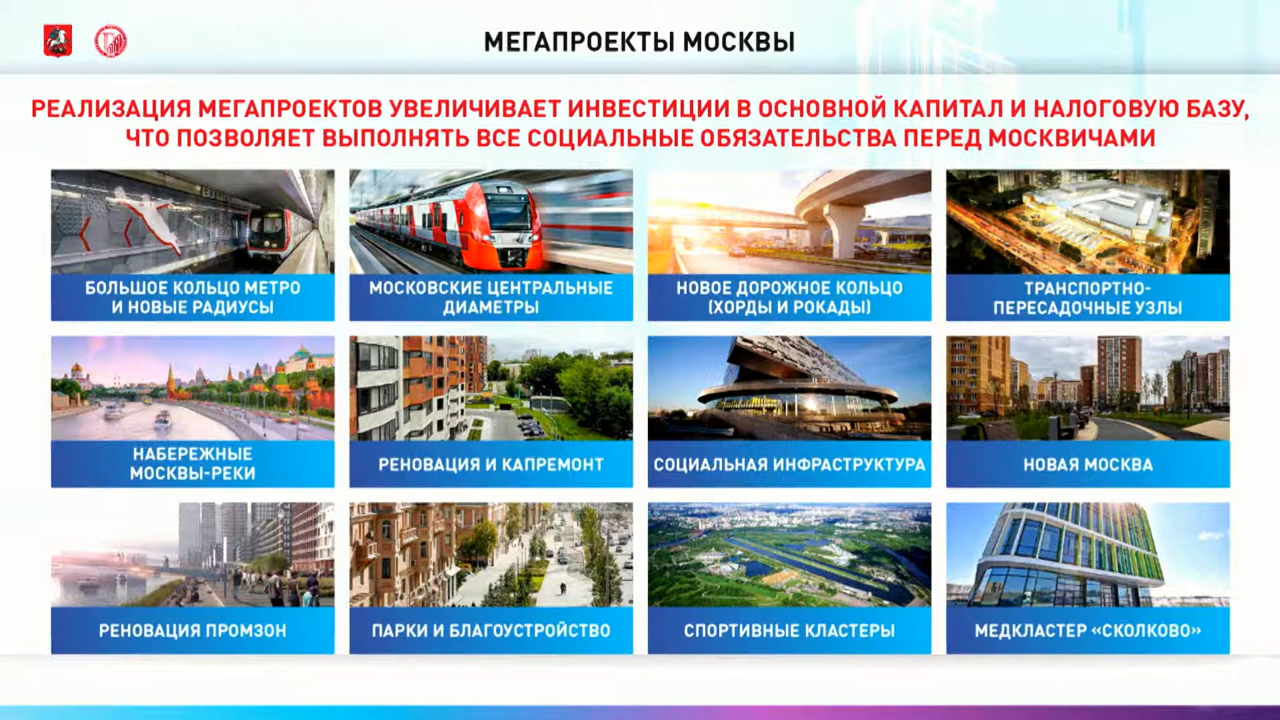 МЕГАПРОЕКТЫ МОСКВЫ
РЕАЛИЗАЦИЯ МЕГАПРОЕКТОВ УВЕЛИЧИВАЕТ ИНВЕСТИЦИИ В ОСНОВНОЙ КАПИТАЛ И НАЛОГОВУЮ БАЗУ,
ЧТО ПОЗВОЛЯЕТ ВЫПОЛНЯТЬ ВСЕ СОЦИАЛЬНЫЕ ОБЯЗАТЕЛЬСТВА ПЕРЕД МОСКВИЧАМИ
БОЛЬШОЕ КОЛЬЦО МЕТРО
И НОВЫЕ РАДИУСЫ
МОСКОВСКИЕ ЦЕНТРАЛЬНЫЕ
ДИАМЕТРЫ
НОВОЕ ДОРОЖНОЕ КОЛЬЦО
(ХОРДЫ И РОКАДЫ)
ТРАНСПОРТНО-
ПЕРЕСАДОЧНЫЕ УЗЛЫ
НАБЕРЕЖНЫЕ
МОСКВЫ-РЕКИ
РЕНОВАЦИЯ И КАПРЕМОНТ
СОЦИАЛЬНАЯ ИНФРАСТРУКТУРА
НОВАЯ МОСКВА
РЕНОВАЦИЯ ПРОМЗОН
ПАРКИ И БЛАГОУСТРОЙСТВО
СПОРТИВНЫЕ КЛАСТЕРЫ
МЕДКЛАСТЕР «СКОЛКОВО»